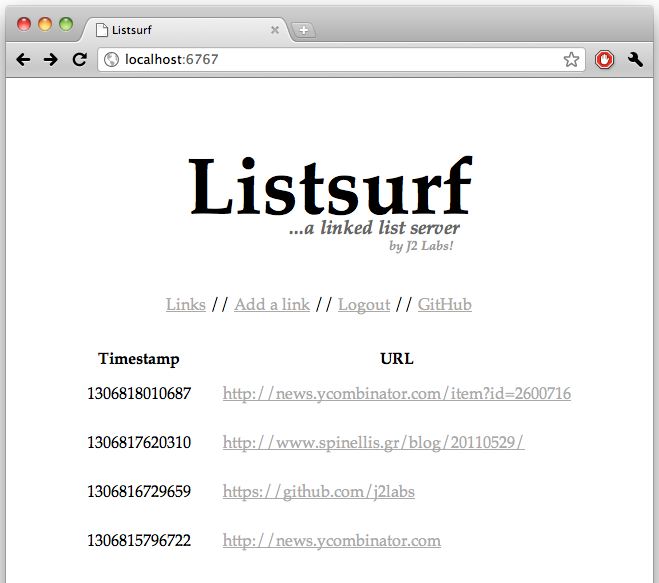 Listsurf
localhost:6767
Listsurf
...a linked list server
by J2 Labs!
Links // Add a link // Logout // GitHub
Timestamp URL
1306818010687 http://news.ycombinator.com/item?id=2600716
1306817620310 http://www.spinellis.gr/blog/20110529/
1306816729659 https://github.com/j2labs
1306815796722 http://news.ycombinator.com